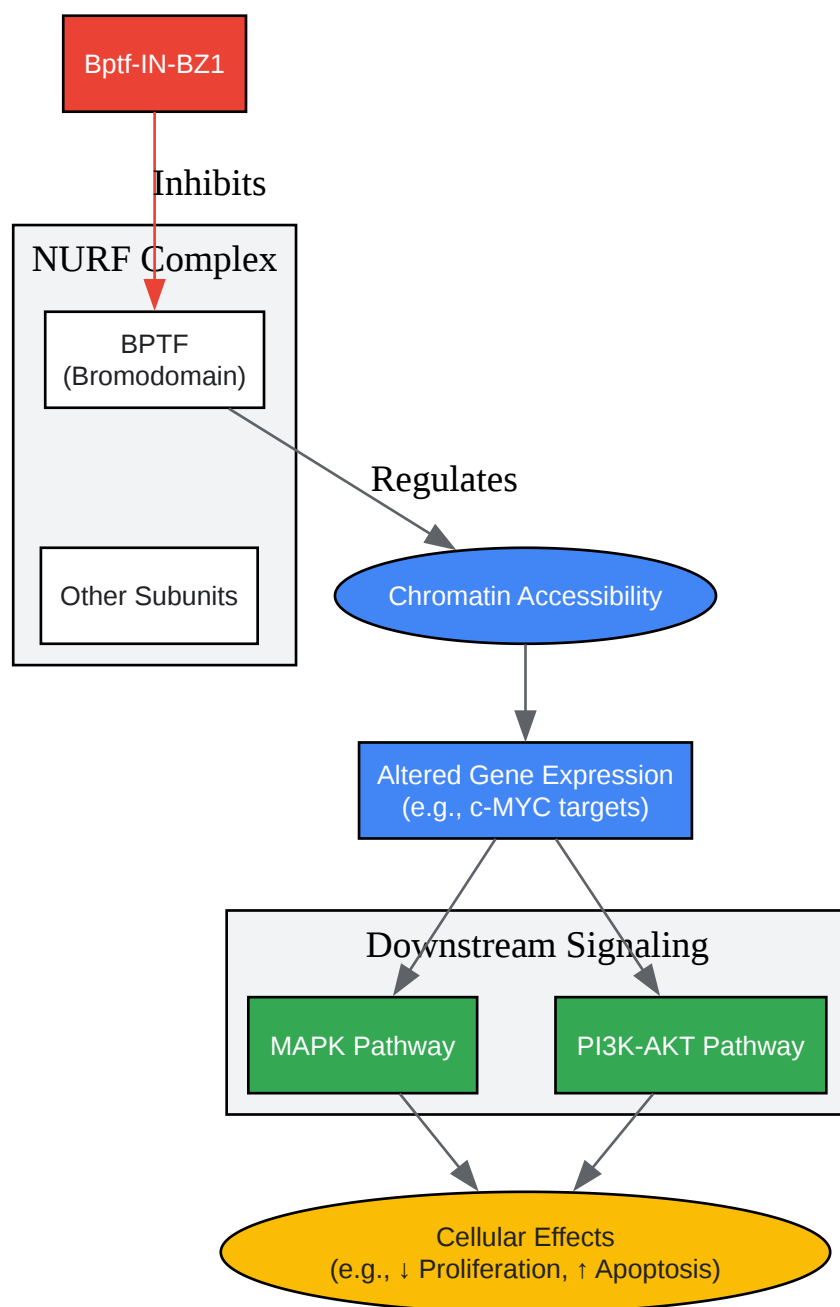 Bptf-IN-BZ1
Inhibits
NURF Complex
BPTF
(Bromodomain)
Regulates
Other Subunits
Chromatin Accessibility
Altered Gene Expression
(e.g., c-MYC targets)
Downstream Signaling
MAPK Pathway
PI3K-AKT Pathway
Cellular Effects
(e.g., ↓ Proliferation, ↑ Apoptosis)